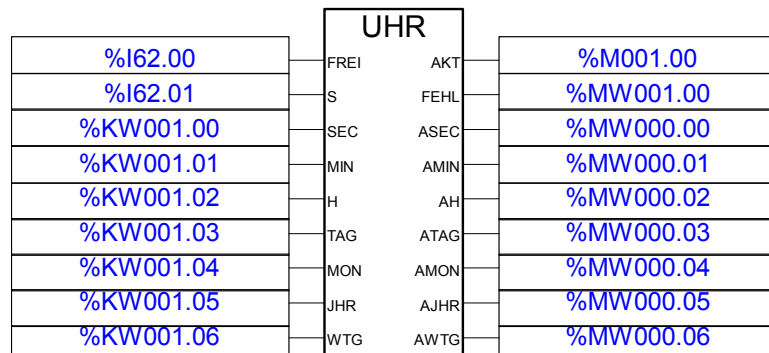 UHR
%I62.00 FREI AKT %M001.00
%I62.01 S FEHL %MW001.00
%KW001.00 SEC ASEC %MW000.00
%KW001.01 MIN AMIN %MW000.01
%KW001.02 H AH %MW000.02
%KW001.03 TAG ATAG %MW000.03
%KW001.04 MON AMON %MW000.04
%KW001.05 JHR AJHR %MW000.05
%KW001.06 WTG AWTG %MW000.06